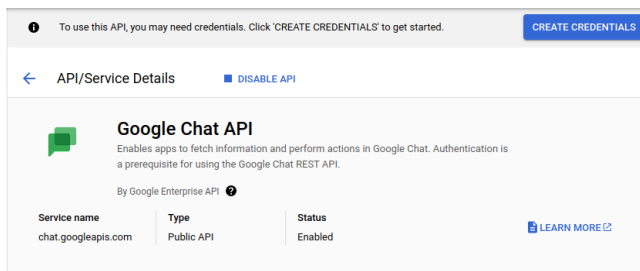 To use this API, you may need credentials. Click 'CREATE CREDENTIALS' to get started.
CREATE CREDENTIALS
API/Service Details
DISABLE API
Google Chat API
Enables apps to fetch information and perform actions in Google Chat. Authentication is
a prerequisite for using the Google Chat REST API.
By Google Enterprise API
Service name
Type
Status
chat.googleapis.com
Public API
Enabled
LEARN MORE